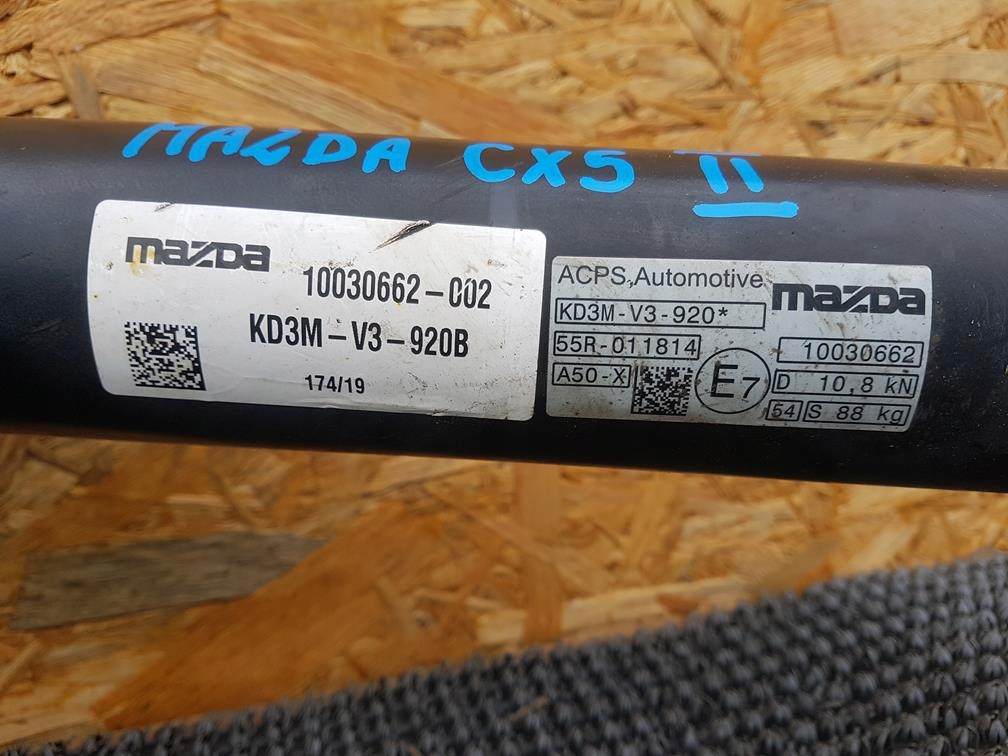 MAZDA CX5 II
mazda
10030662-002
KD3M-V3-920B
174/19
ACPS Automotive
mazda
KD3M-V3-920*
55R-011814
10030662
A50-X
E7
D 10,8 kN
54 S 88 kg